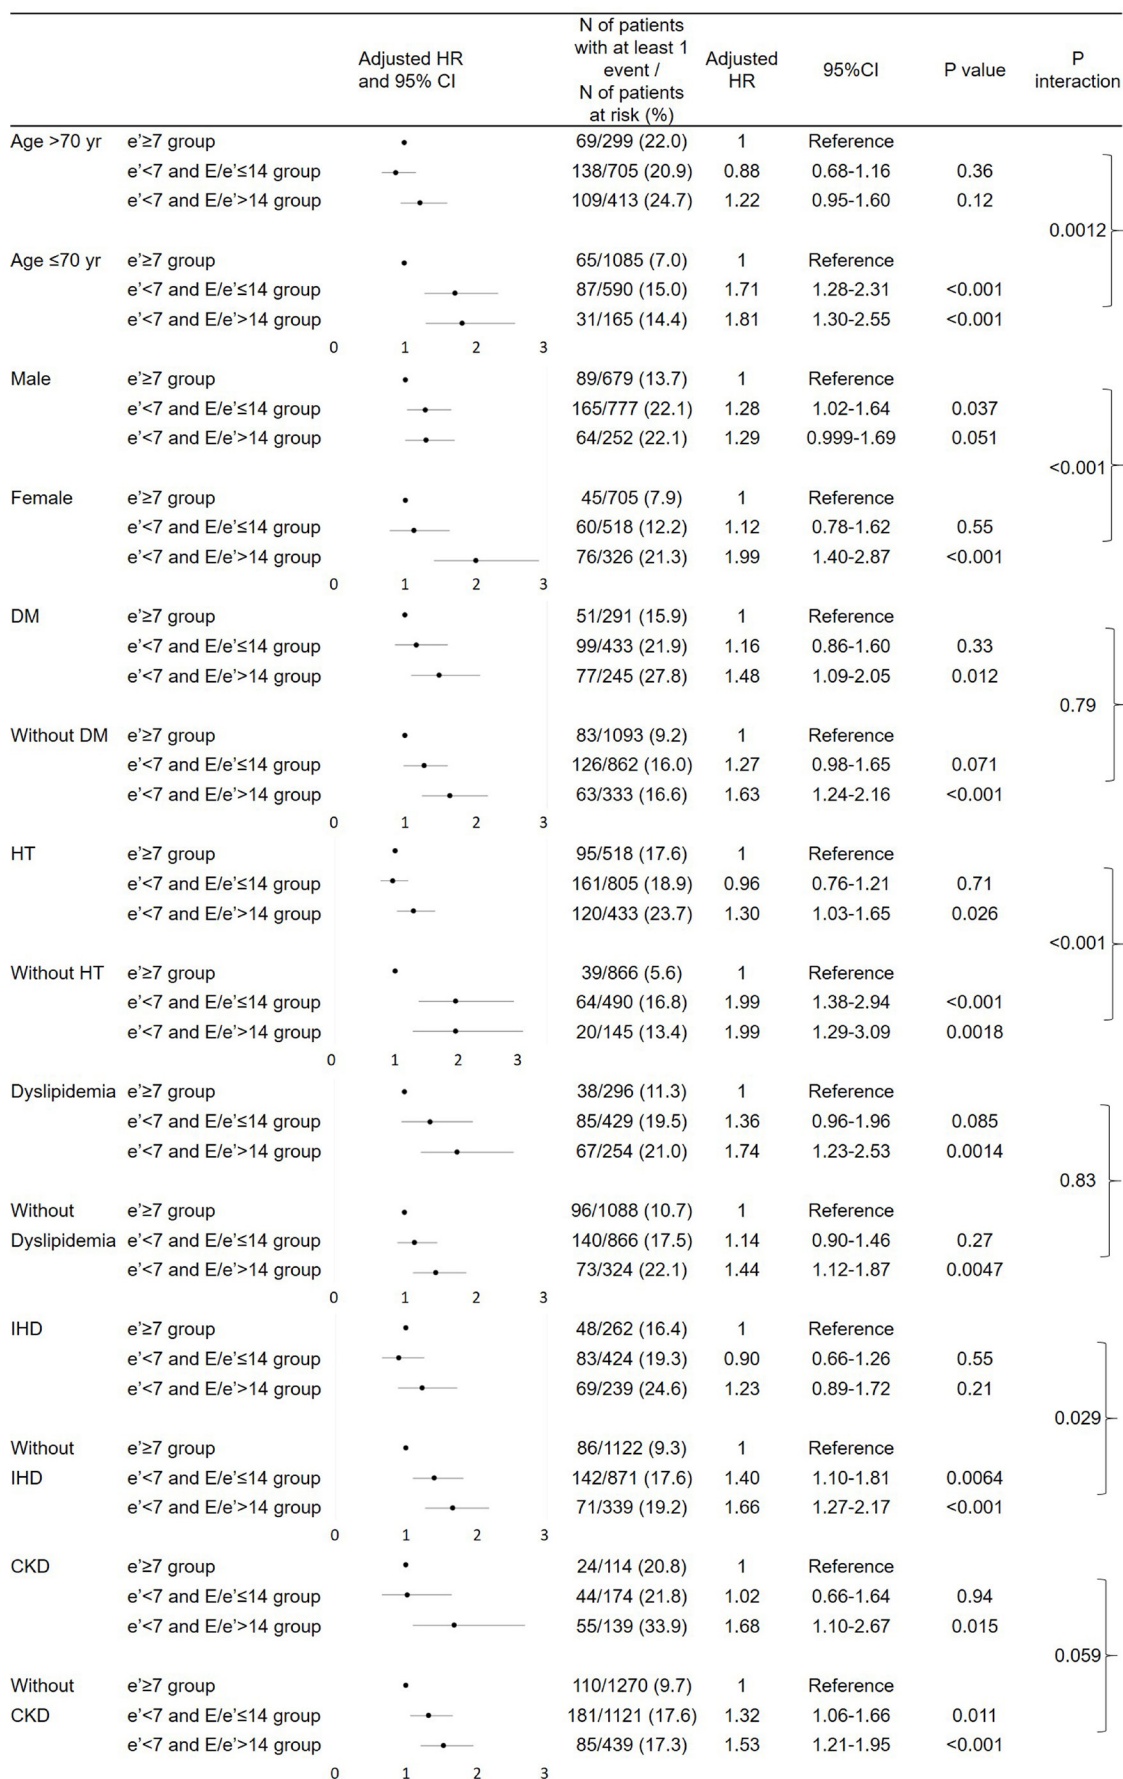 Adjusted HR and 95% CI
N of patients with at least 1 event / N of patients at risk (%)
Adjusted HR
95%CI
P value
P interaction
Age >70 yr e'≥7 group 69/299 (22.0) 1 Reference
e'<7 and E/e'≤14 group 138/705 (20.9) 0.88 0.68-1.16 0.36
e'<7 and E/e'>14 group 109/413 (24.7) 1.22 0.95-1.60 0.12
0.0012
Age ≤70 yr e'≥7 group 65/1085 (7.0) 1 Reference
e'<7 and E/e'≤14 group 87/590 (15.0) 1.71 1.28-2.31 <0.001
e'<7 and E/e'>14 group 31/165 (14.4) 1.81 1.30-2.55 <0.001
0 1 2 3
Male e'≥7 group 89/679 (13.7) 1 Reference
e'<7 and E/e'≤14 group 165/777 (22.1) 1.28 1.02-1.64 0.037
e'<7 and E/e'>14 group 64/252 (22.1) 1.29 0.999-1.69 0.051
<0.001
Female e'≥7 group 45/705 (7.9) 1 Reference
e'<7 and E/e'≤14 group 60/518 (12.2) 1.12 0.78-1.62 0.55
e'<7 and E/e'>14 group 76/326 (21.3) 1.99 1.40-2.87 <0.001
0 1 2 3
DM e'≥7 group 51/291 (15.9) 1 Reference
e'<7 and E/e'≤14 group 99/433 (21.9) 1.16 0.86-1.60 0.33
e'<7 and E/e'>14 group 77/245 (27.8) 1.48 1.09-2.05 0.012
0.79
Without DM e'≥7 group 83/1093 (9.2) 1 Reference
e'<7 and E/e'≤14 group 126/862 (16.0) 1.27 0.98-1.65 0.071
e'<7 and E/e'>14 group 63/333 (16.6) 1.63 1.24-2.16 <0.001
0 1 2 3
HT e'≥7 group 95/518 (17.6) 1 Reference
e'<7 and E/e'≤14 group 161/805 (18.9) 0.96 0.76-1.21 0.71
e'<7 and E/e'>14 group 120/433 (23.7) 1.30 1.03-1.65 0.026
<0.001
Without HT e'≥7 group 39/866 (5.6) 1 Reference
e'<7 and E/e'≤14 group 64/490 (16.8) 1.99 1.38-2.94 <0.001
e'<7 and E/e'>14 group 20/145 (13.4) 1.99 1.29-3.09 0.0018
0 1 2 3
Dyslipidemia e'≥7 group 38/296 (11.3) 1 Reference
e'<7 and E/e'≤14 group 85/429 (19.5) 1.36 0.96-1.96 0.085
e'<7 and E/e'>14 group 67/254 (21.0) 1.74 1.23-2.53 0.0014
0.83
Without e'≥7 group 96/1088 (10.7) 1 Reference
Dyslipidemia e'<7 and E/e'≤14 group 140/866 (17.5) 1.14 0.90-1.46 0.27
e'<7 and E/e'>14 group 73/324 (22.1) 1.44 1.12-1.87 0.0047
0 1 2 3
IHD e'≥7 group 48/262 (16.4) 1 Reference
e'<7 and E/e'≤14 group 83/424 (19.3) 0.90 0.66-1.26 0.55
e'<7 and E/e'>14 group 69/239 (24.6) 1.23 0.89-1.72 0.21
0.029
Without e'≥7 group 86/1122 (9.3) 1 Reference
IHD e'<7 and E/e'≤14 group 142/871 (17.6) 1.40 1.10-1.81 0.0064
e'<7 and E/e'>14 group 71/339 (19.2) 1.66 1.27-2.17 <0.001
0 1 2 3
CKD e'≥7 group 24/114 (20.8) 1 Reference
e'<7 and E/e'≤14 group 44/174 (21.8) 1.02 0.66-1.64 0.94
e'<7 and E/e'>14 group 55/139 (33.9) 1.68 1.10-2.67 0.015
0.059
Without e'≥7 group 110/1270 (9.7) 1 Reference
CKD e'<7 and E/e'≤14 group 181/1121 (17.6) 1.32 1.06-1.66 0.011
e'<7 and E/e'>14 group 85/439 (17.3) 1.53 1.21-1.95 <0.001
0 1 2 3